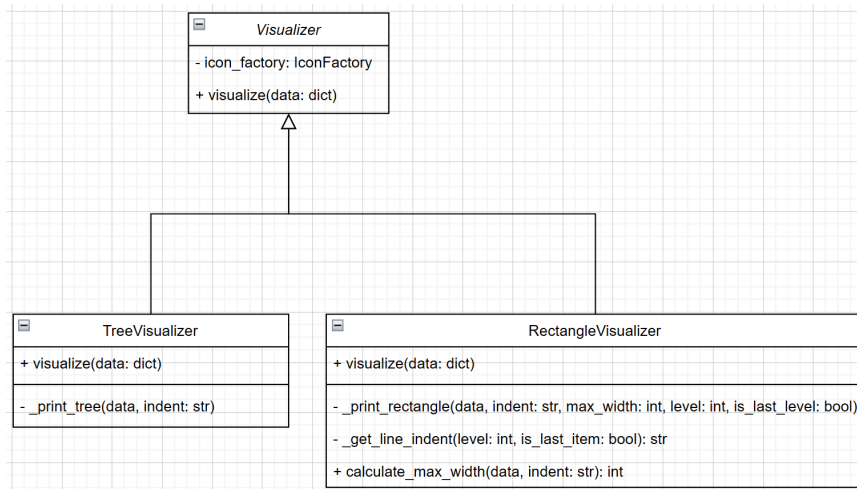 Visualizer
- icon_factory: IconFactory
+ visualize(data: dict)
TreeVisualizer
+ visualize(data: dict)
- _print_tree(data, indent: str)
RectangleVisualizer
+ visualize(data: dict)
- _print_rectangle(data, indent: str, max_width: int, level: int, is_last_level: bool)
- _get_line_indent(level: int, is_last_item: bool): str
+ calculate_max_width(data, indent: str): int